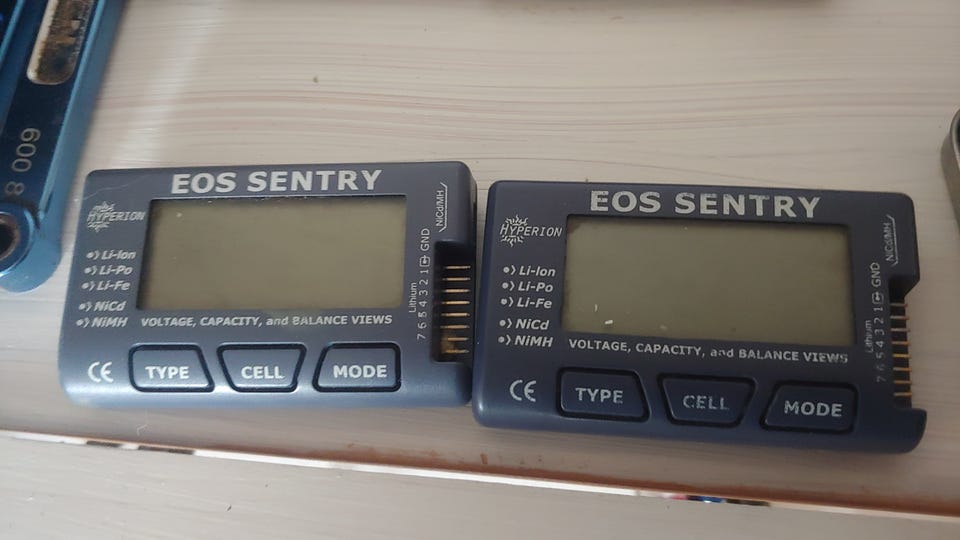 8 009
EOS SENTRY
HYPERION
Li-Ion
Li-Po
Li-Fe
NiCd
NiMH
VOLTAGE, CAPACITY, and BALANCE VIEWS
NiCd/MH
Lithium
7 6 5 4 3 2 1 GND
CE
TYPE
CELL
MODE
EOS SENTRY
HYPERION
Li-Ion
Li-Po
Li-Fe
NiCd
NiMH
VOLTAGE, CAPACITY, and BALANCE VIEWS
NiCd/MH
Lithium
7 6 5 4 3 2 1 GND
CE
TYPE
CELL
MODE